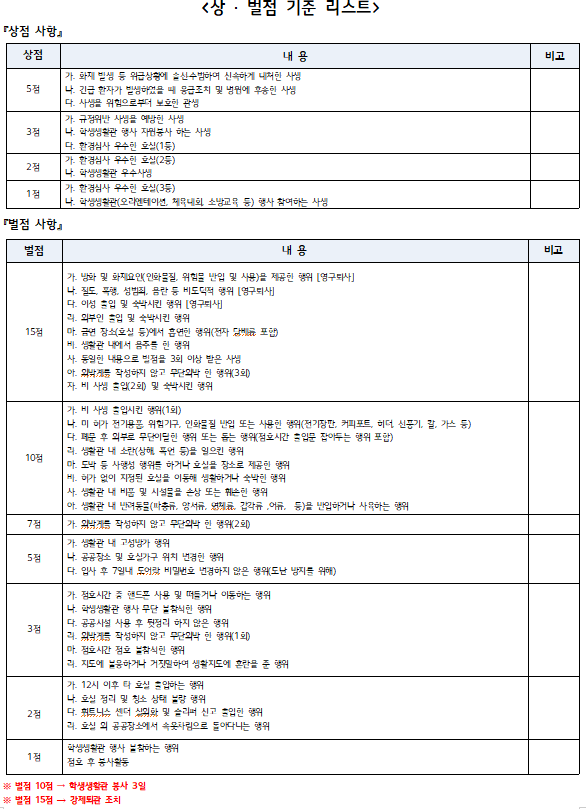 <상 · 벌점 기준 리스트>
『상점 사항』
상점 내 용 비고
5점
가. 화재 발생 등 위급상황에 솔선수범하여 신속하게 대처한 사생
나. 긴급 환자가 발생하였을 때 응급조치 및 병원에 후송한 사생
다. 사생을 위험으로부터 보호한 관생
3점
가. 규정위반 사생을 예방한 사생
나. 학생생활관 행사 자원봉사 하는 사생
다. 환경심사 우수한 호실(1등)
2점
가. 환경심사 우수한 호실(2등)
나. 학생생활관 우수사생
1점
가. 환경심사 우수한 호실(3등)
나. 학생생활관(오리엔테이션, 체육대회, 소방교육 등) 행사 참여하는 사생
『벌점 사항』
벌점 내 용 비고
15점
가. 방화 및 화재요인(인화물질, 위험물 반입 및 사용)을 제공한 행위 [영구퇴사]
나. 절도, 폭행, 성범죄, 음란 등 비도덕적 행위 [영구퇴사]
다. 이성 출입 및 숙박시킨 행위 [영구퇴사]
라. 외부인 출입 및 숙박시킨 행위
마. 금연 장소(호실 등)에서 흡연한 행위(전자 담배류 포함)
바. 생활관 내에서 음주를 한 행위
사. 동일한 내용으로 벌점을 3회 이상 받은 사생
아. 외박계를 작성하지 않고 무단외박 한 행위(3회)
자. 비 사생 출입(2회) 및 숙박시킨 행위
10점
가. 비 사생 출입시킨 행위(1회)
나. 미 허가 전기용품, 위험기구, 인화물질 반입 또는 사용한 행위(전기장판, 커피포트, 히터, 선풍기, 칼, 가스 등)
다. 폐문 후 외부로 무단이탈한 행위 또는 돕는 행위(점호시간 출입문 잡아두는 행위 포함)
라. 생활관 내 소란(상해, 폭언 등)을 일으킨 행위
마. 도박 등 사행성 행위를 하거나 호실을 장소로 제공한 행위
바. 허가 없이 지정된 호실을 이동해 생활하거나 숙박한 행위
사. 생활관 내 비품 및 시설물을 손상 또는 훼손한 행위
아. 생활관 내 반려동물(파충류, 양서류, 설치류, 갑각류 ,어류, 등)을 반입하거나 사육하는 행위
7점
가. 외박계를 작성하지 않고 무단외박 한 행위(2회)
5점
가. 생활관 내 고성방가 행위
나. 공공장소 및 호실가구 위치 변경한 행위
다. 입사 후 7일내 도어락 비밀번호 변경하지 않은 행위(도난 방지를 위해)
3점
가. 점호시간 중 핸드폰 사용 및 떠들거나 이동하는 행위
나. 학생생활관 행사 무단 불참석한 행위
다. 공공시설 사용 후 뒷정리 하지 않은 행위
라. 외박계를 작성하지 않고 무단외박 한 행위(1회)
마. 점호시간 점호 불참석한 행위
라. 지도에 불응하거나 거짓말하여 생활지도에 혼란을 준 행위
2점
가. 12시 이후 타 호실 출입하는 행위
나. 호실 정리 및 청소 상태 불량 행위
다. 휘트니스 센터 실외화 및 슬리퍼 신고 출입한 행위
라. 호실 외 공공장소에서 속옷차림으로 돌아다니는 행위
1점
학생생활관 행사 불참하는 행위
점호 후 봉사활동
※ 벌점 10점 → 학생생활관 봉사 3일
※ 벌점 15점 → 강제퇴관 조치